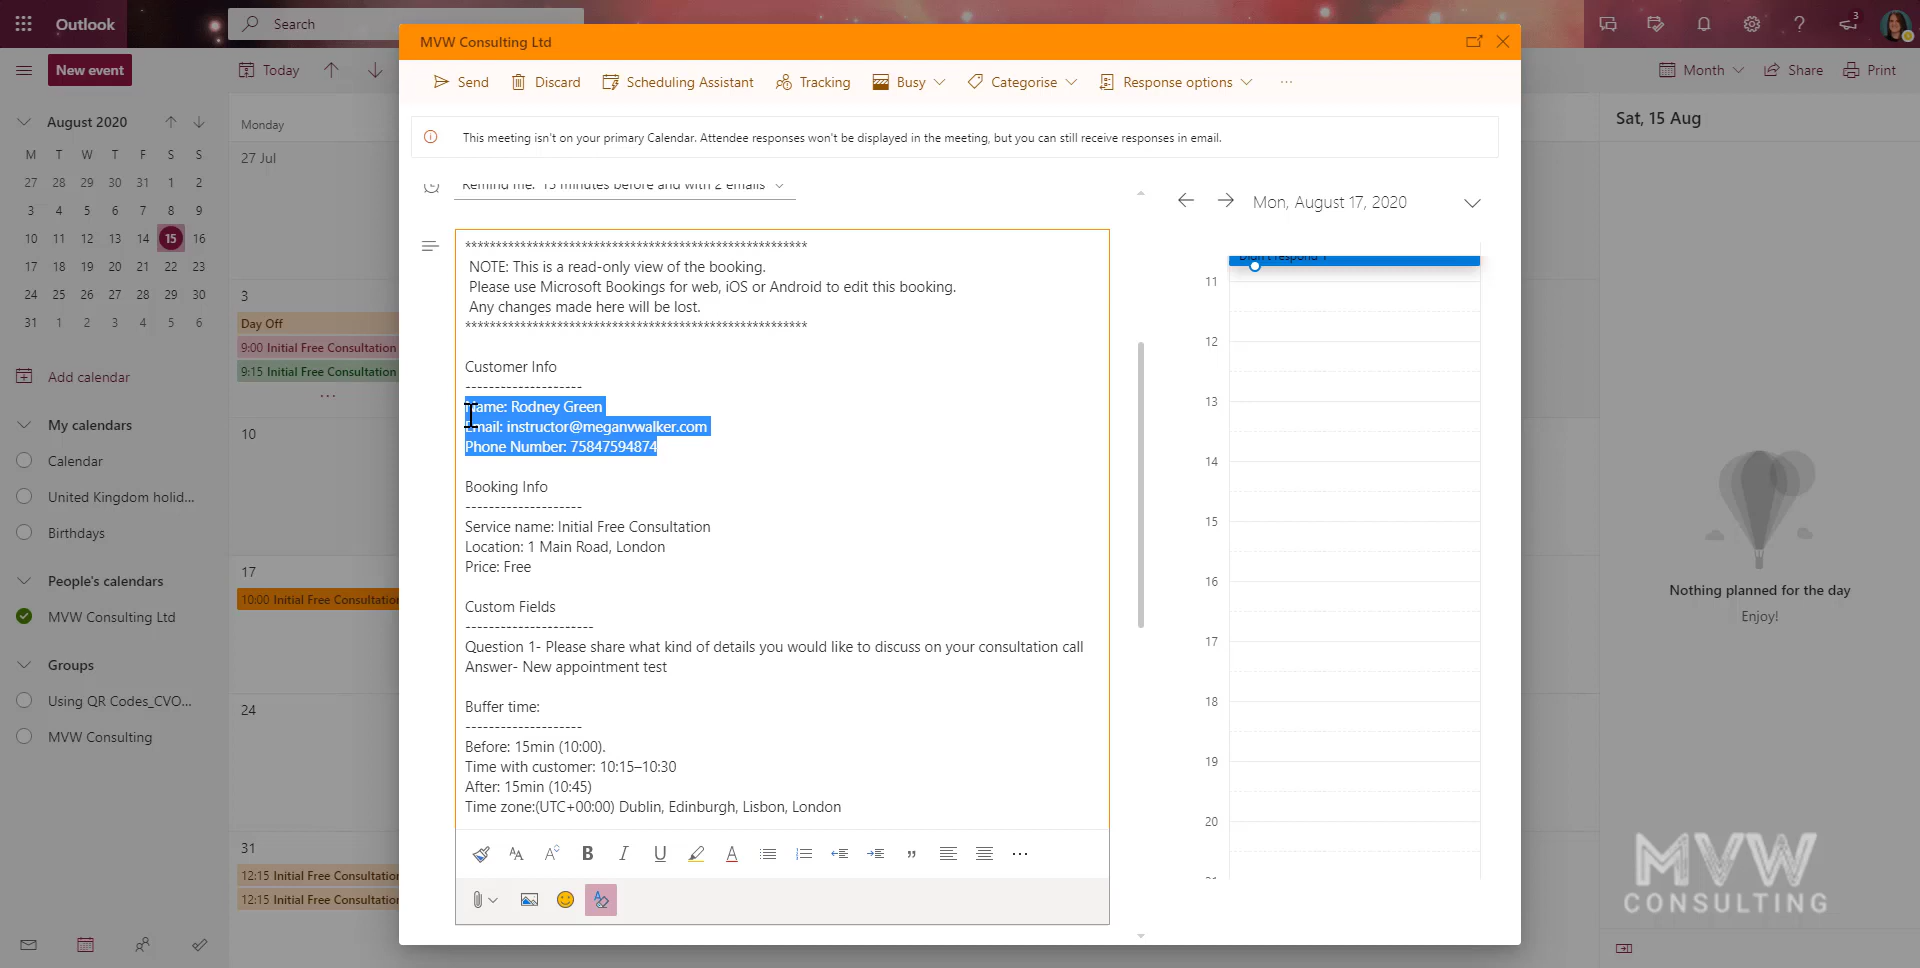 Outlook
Search
3
New event
Today
Month
Share
Print
August 2020
M T W T F S S
27 28 29 30 31 1 2
3 4 5 6 7 8 9
10 11 12 13 14 15 16
17 18 19 20 21 22 23
24 25 26 27 28 29 30
31 1 2 3 4 5 6
Add calendar
My calendars
Calendar
United Kingdom holid...
Birthdays
People's calendars
MVW Consulting Ltd
Groups
Using QR Codes_CVO...
MVW Consulting
Monday
27 Jul
3
Day Off
9:00 Initial Free Consultation
9:15 Initial Free Consultation
10
17
10:00 Initial Free Consultation
24
31
12:15 Initial Free Consultation
12:15 Initial Free Consultation
MVW Consulting Ltd
Send
Discard
Scheduling Assistant
Tracking
Busy
Categorise
Response options
This meeting isn't on your primary Calendar. Attendee responses won't be displayed in the meeting, but you can still receive responses in email.
Remind me: 15 minutes before and with 2 emails
********************************************************
NOTE: This is a read-only view of the booking.
Please use Microsoft Bookings for web, iOS or Android to edit this booking.
Any changes made here will be lost.
********************************************************
Customer Info
--------------------
Name: Rodney Green
Email: instructor@meganvwalker.com
Phone Number: 75847594874
Booking Info
--------------------
Service name: Initial Free Consultation
Location: 1 Main Road, London
Price: Free
Custom Fields
----------------------
Question 1- Please share what kind of details you would like to discuss on your consultation call
Answer- New appointment test
Buffer time:
--------------------
Before: 15min (10:00).
Time with customer: 10:15–10:30
After: 15min (10:45)
Time zone:(UTC+00:00) Dublin, Edinburgh, Lisbon, London
Mon, August 17, 2020
Didn't respond 1
11
12
13
14
15
16
17
18
19
20
21
Sat, 15 Aug
Nothing planned for the day
Enjoy!
MVW
CONSULTING